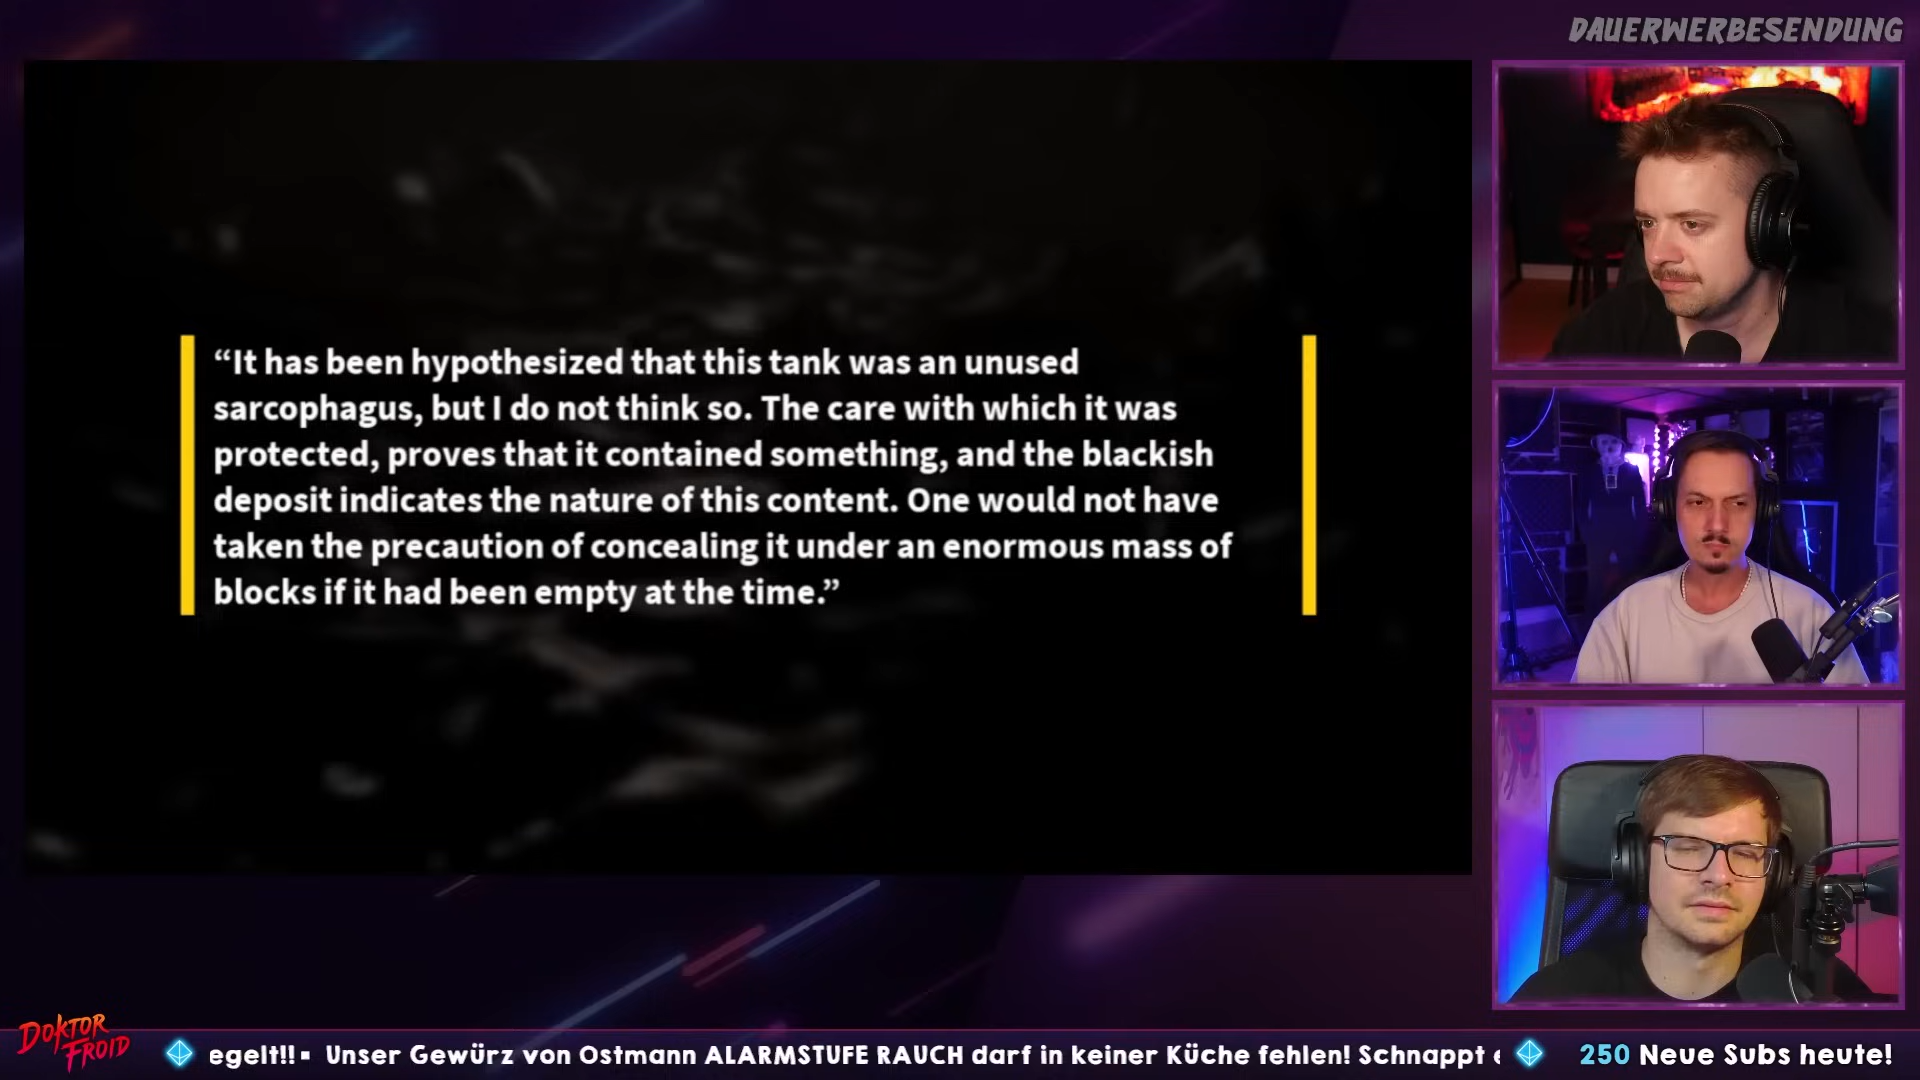 DAUERWERBESENDUNG
“It has been hypothesized that this tank was an unused
sarcophagus, but I do not think so. The care with which it was
protected, proves that it contained something, and the blackish
deposit indicates the nature of this content. One would not have
taken the precaution of concealing it under an enormous mass of
blocks if it had been empty at the time.”
DOKTOR
FROID
egelt!! ▪ Unser Gewürz von Ostmann ALARMSTUFE RAUCH darf in keiner Küche fehlen! Schnappt
250 Neue Subs heute!